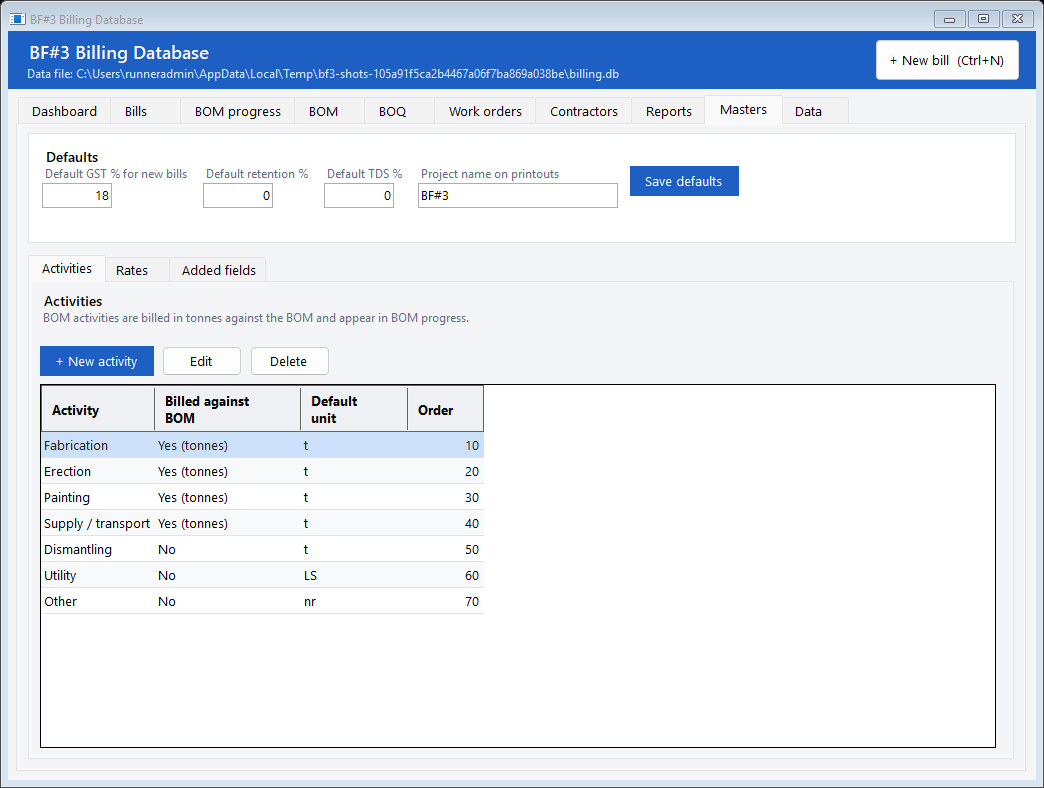 BF#3 Billing Database
BF#3 Billing Database
Data file: C:\Users\runneradmin\AppData\Local\Temp\bf3-shots-105a91f5ca2b4467a06f7ba869a038be\billing.db
+ New bill (Ctrl+N)
Dashboard Bills BOM progress BOM BOQ Work orders Contractors Reports Masters Data
Defaults
Default GST % for new bills Default retention % Default TDS % Project name on printouts
18 0 0 BF#3 Save defaults
Activities Rates Added fields
Activities
BOM activities are billed in tonnes against the BOM and appear in BOM progress.
+ New activity Edit Delete
Activity Billed against BOM Default unit Order
Fabrication Yes (tonnes) t 10
Erection Yes (tonnes) t 20
Painting Yes (tonnes) t 30
Supply / transport Yes (tonnes) t 40
Dismantling No t 50
Utility No LS 60
Other No nr 70